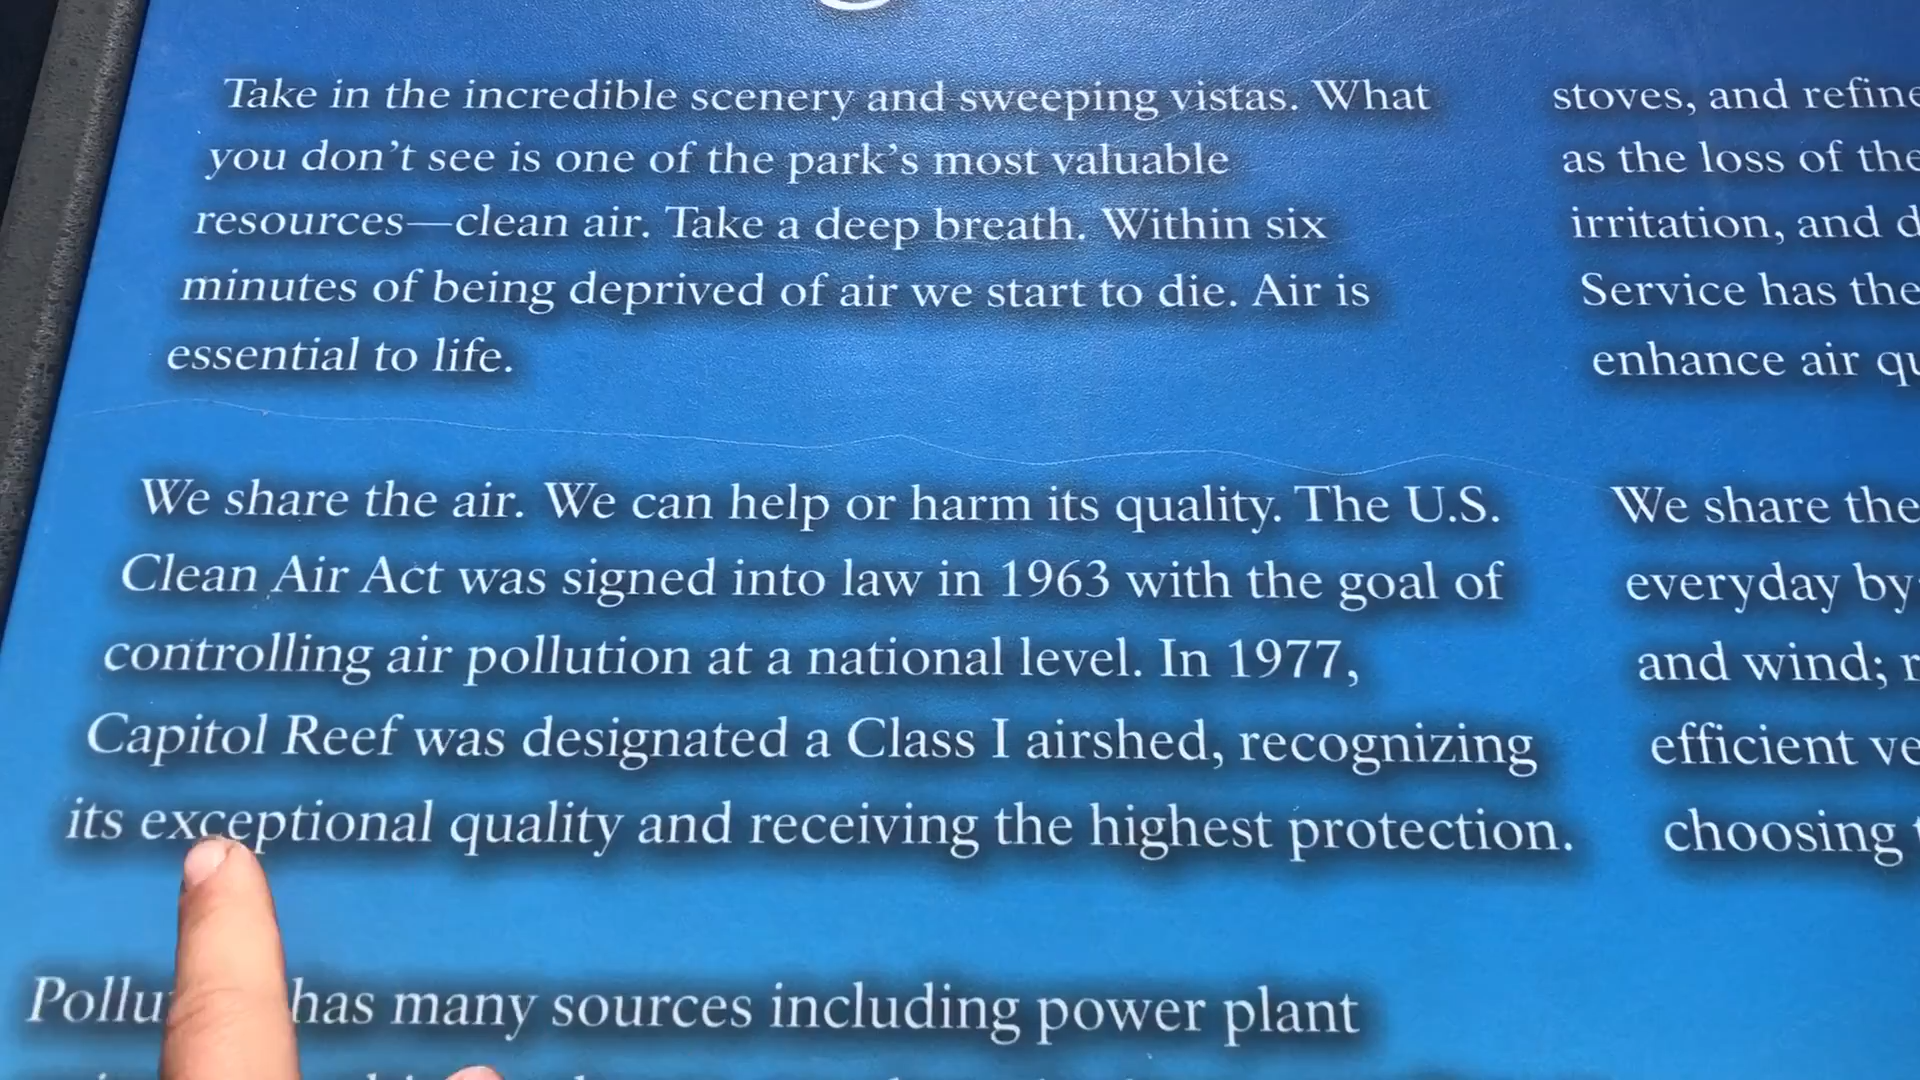 Take in the incredible scenery and sweeping vistas. What
you don't see is one of the park's most valuable
resources—clean air. Take a deep breath. Within six
minutes of being deprived of air we start to die. Air is
essential to life.
We share the air. We can help or harm its quality. The U.S.
Clean Air Act was signed into law in 1963 with the goal of
controlling air pollution at a national level. In 1977,
Capitol Reef was designated a Class I airshed, recognizing
its exceptional quality and receiving the highest protection.
has many sources including power plant
stoves, and
as the loss of the
irritation, and
Service has the
enhance air
We share the
everyday by
and wind;
efficient
choosing